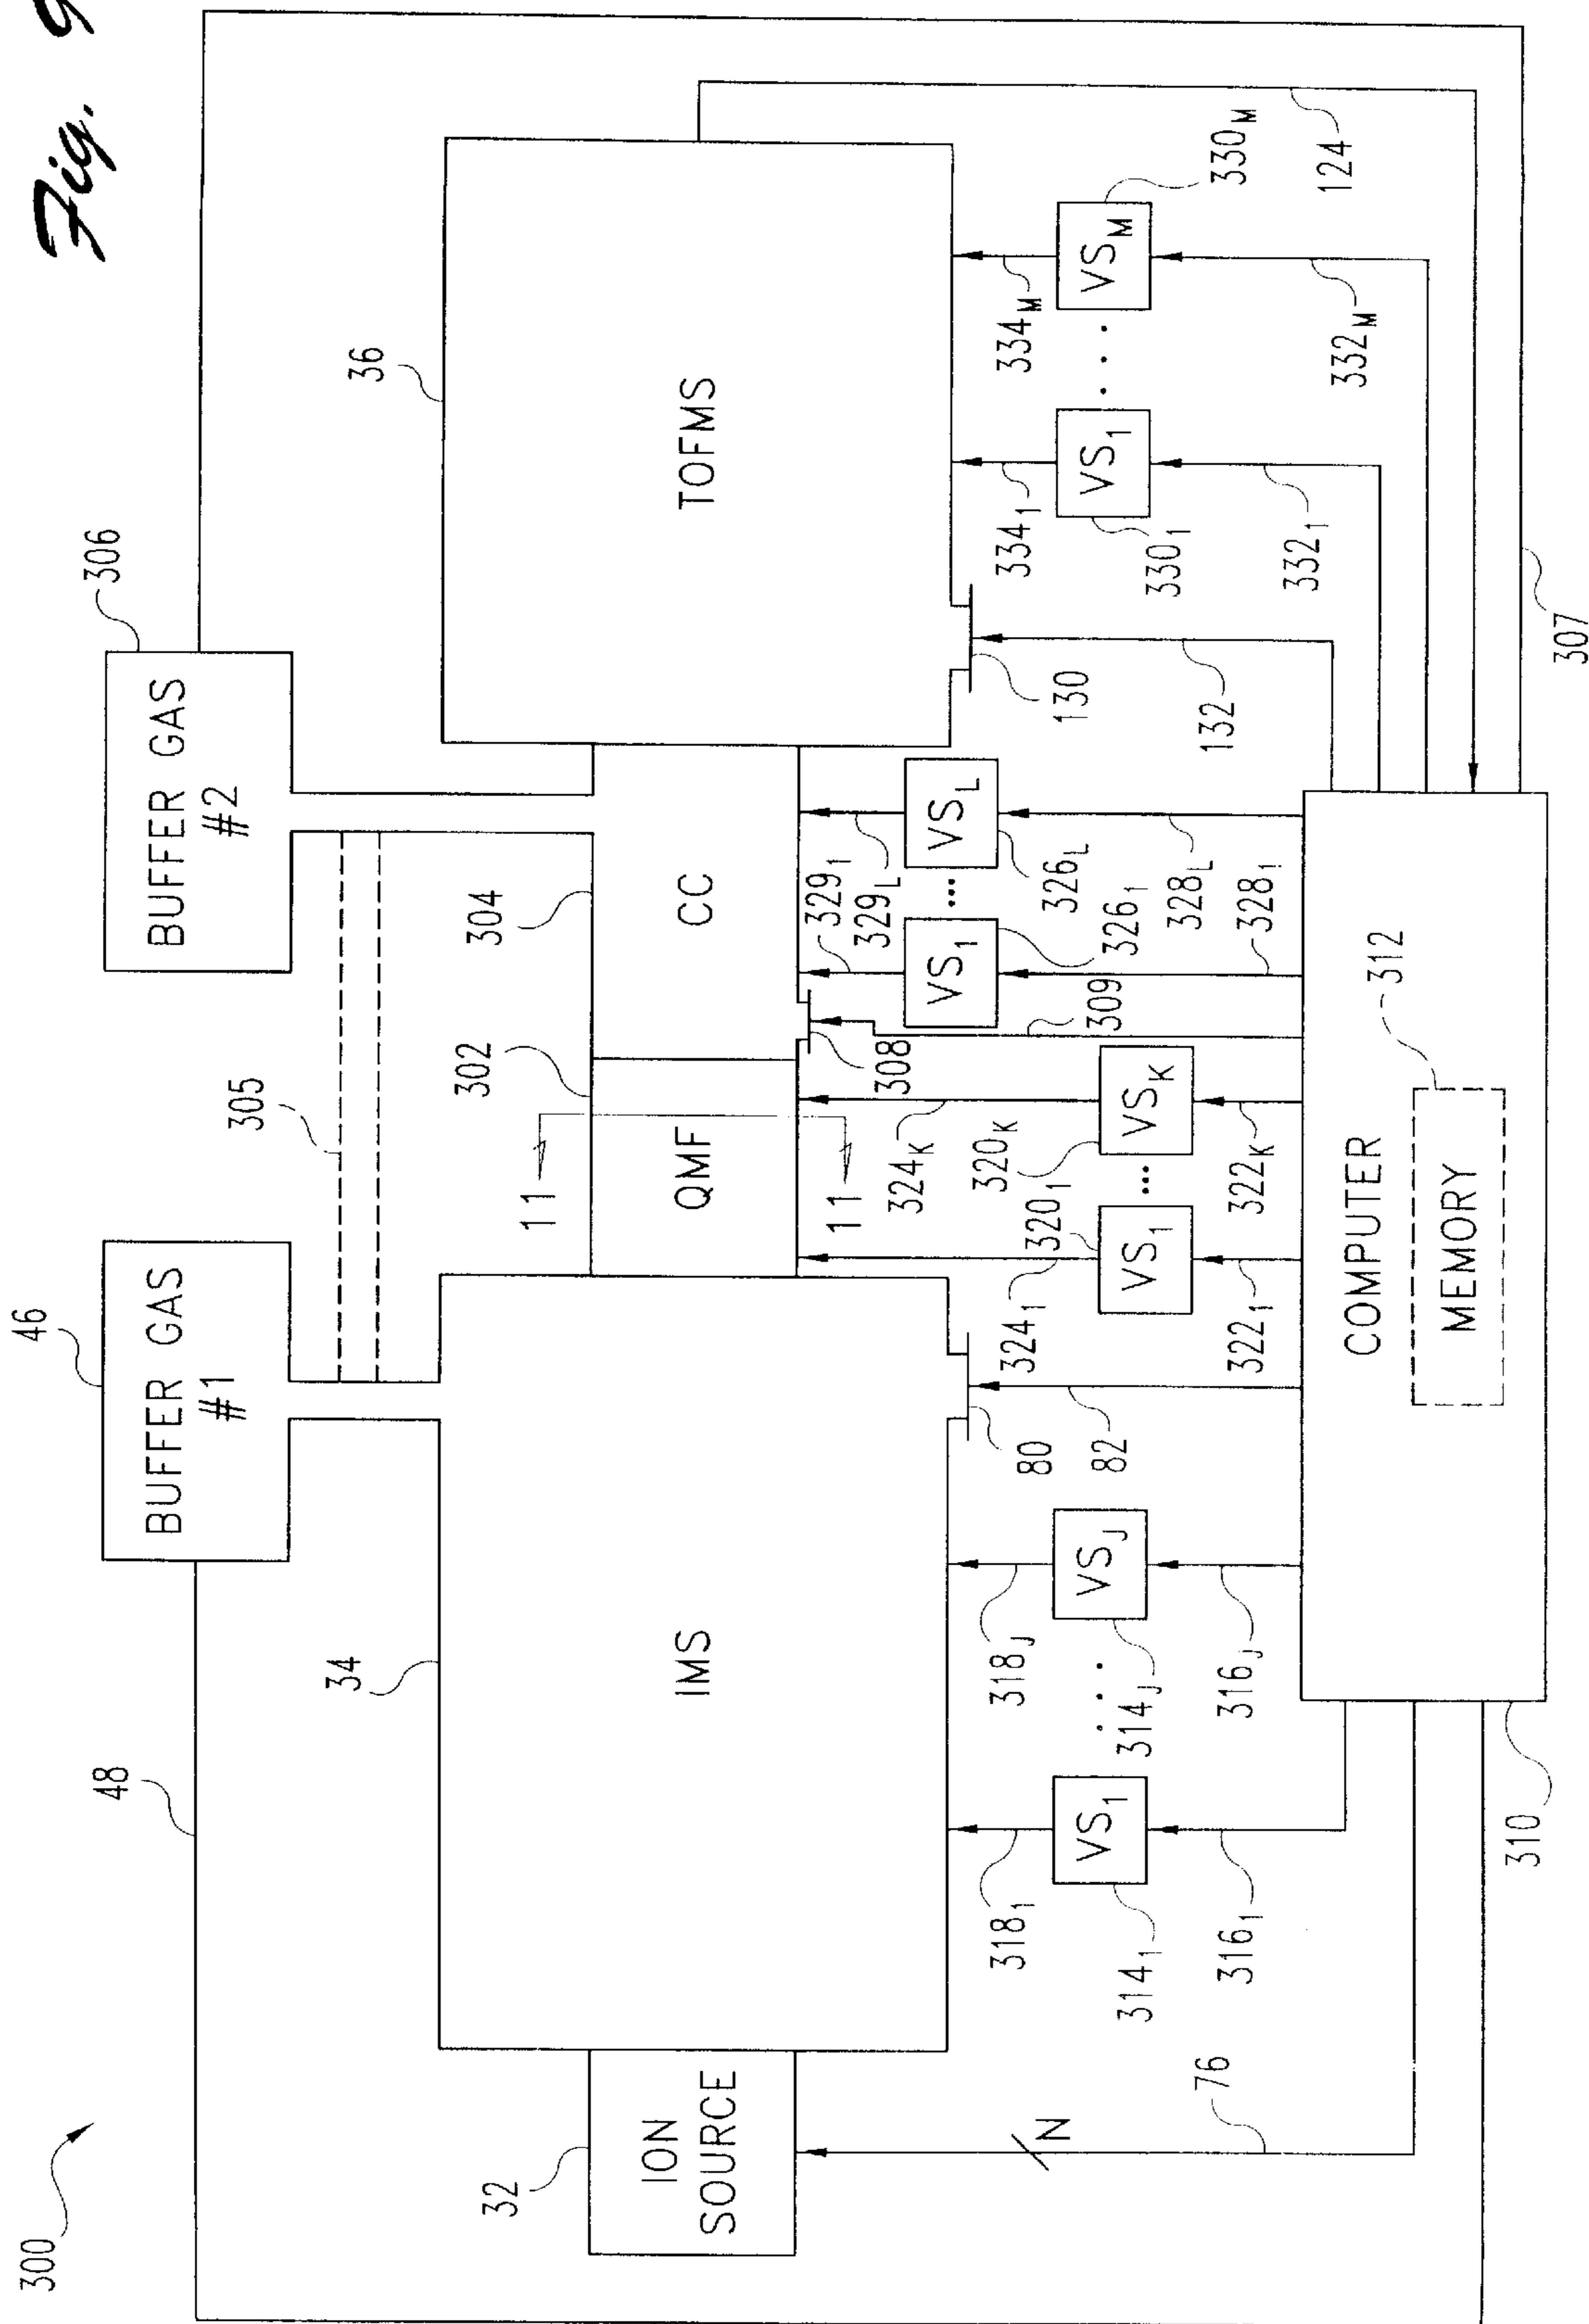 Fig. 9
300
48
46
BUFFER GAS
#1
305
306
BUFFER GAS
#2
34
IMS
32
ION
SOURCE
302
QMF
11
11
304
CC
36
TOFMS
318₁
318J
314₁
VS₁
. . .
314J
VSJ
316₁
316J
80
82
76
N
324₁
324K
320₁
VS₁
...
320K
VSK
322₁
322K
308
309
329₁
329L
VS₁
...
VSL
326₁
326L
328₁
328L
130
132
334₁
334M
330₁
VS₁
. . . .
VSM
330M
332₁
332M
124
307
310
COMPUTER
312
MEMORY